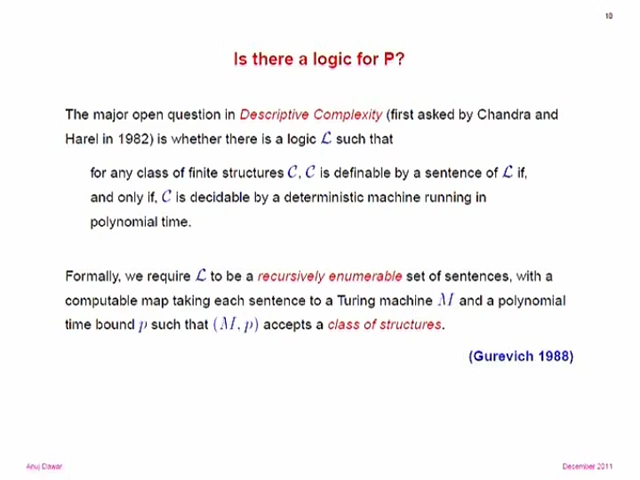 10
Is there a logic for P?
The major open question in Descriptive Complexity (first asked by Chandra and
Harel in 1982) is whether there is a logic ℒ such that
for any class of finite structures 𝒞, 𝒞 is definable by a sentence of ℒ if,
and only if, 𝒞 is decidable by a deterministic machine running in
polynomial time.
Formally, we require ℒ to be a recursively enumerable set of sentences, with a
computable map taking each sentence to a Turing machine M and a polynomial
time bound p such that (M, p) accepts a class of structures.
(Gurevich 1988)
Anuj Dawar December 2011